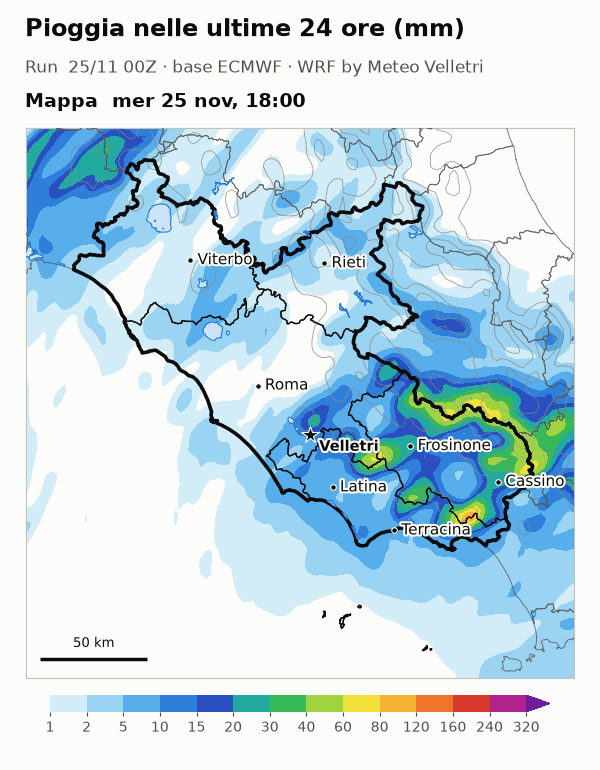 Pioggia nelle ultime 24 ore (mm)
Run  25/11 00Z · base ECMWF · WRF by Meteo Velletri
Mappa  mer 25 nov, 18:00
Viterbo
Rieti
Roma
Velletri
Frosinone
Latina
Cassino
Terracina
50 km
1 2 5 10 15 20 30 40 60 80 120 160 240 320